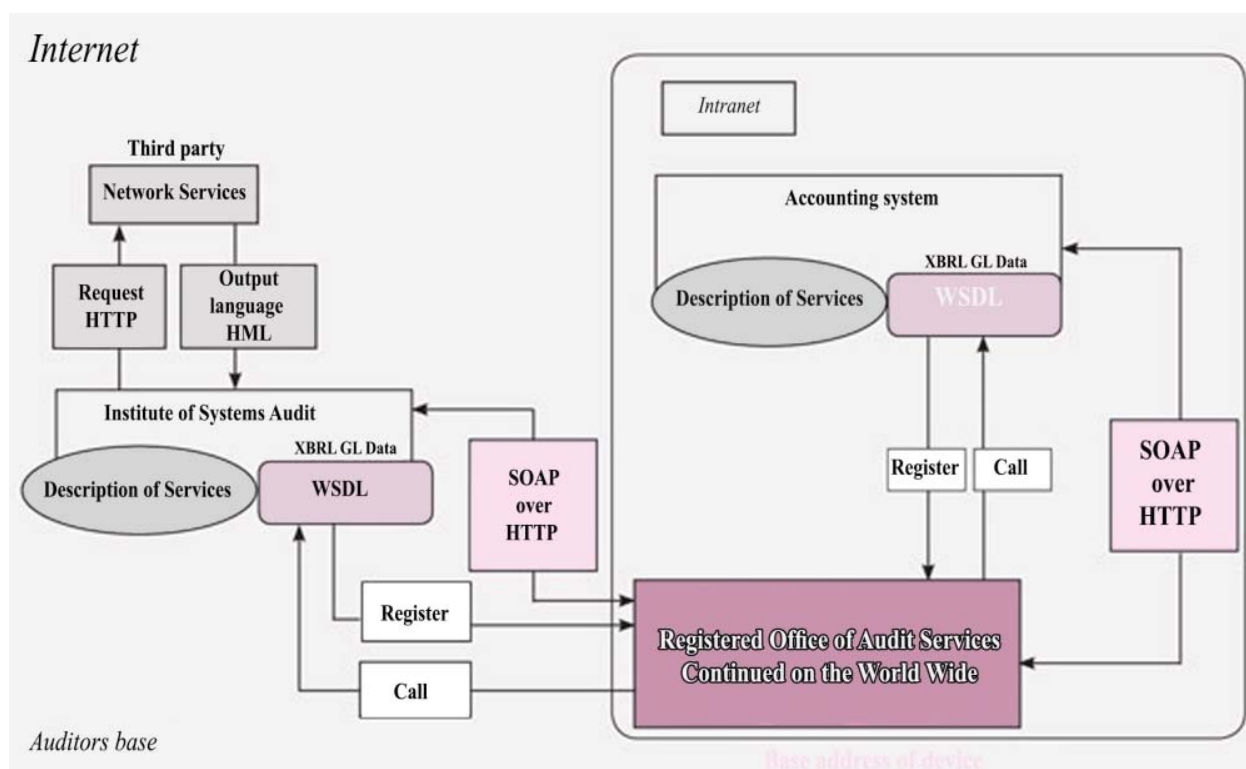 Internet
Intranet
Third party
Network Services
Request
HTTP
Output
language
HML
Institute of Systems Audit
XBRL GL Data
Description of Services
WSDL
SOAP
over
HTTP
Register
Call
Auditors base
Accounting system
XBRL GL Data
Description of Services
WSDL
Register
Call
SOAP
over
HTTP
Registered Office of Audit Services
Continued on the World Wide
Base address of device